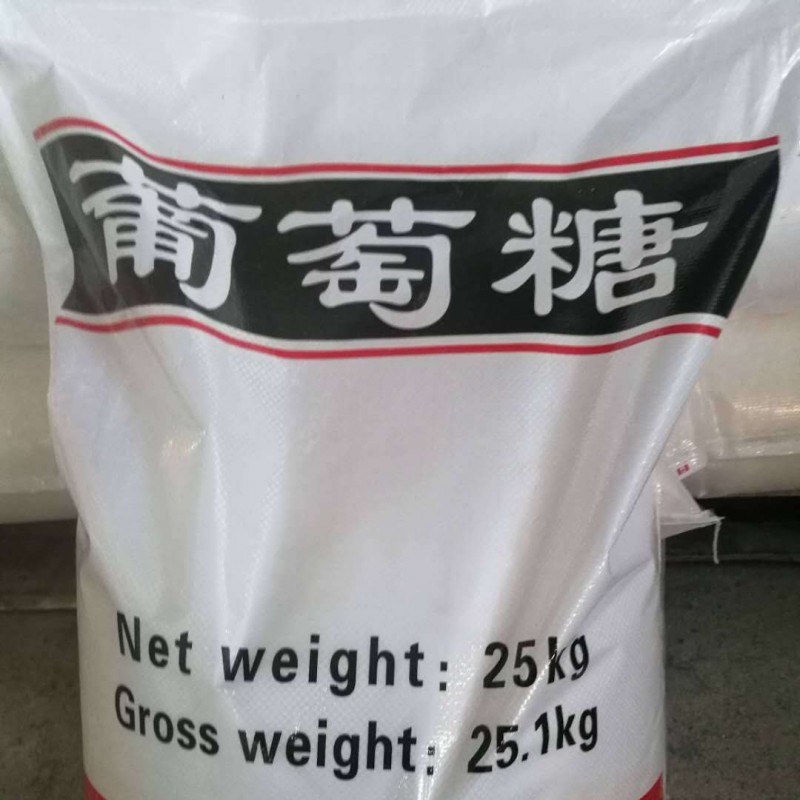 葡萄糖
Net weight: 25kg
Gross weight: 25.1kg